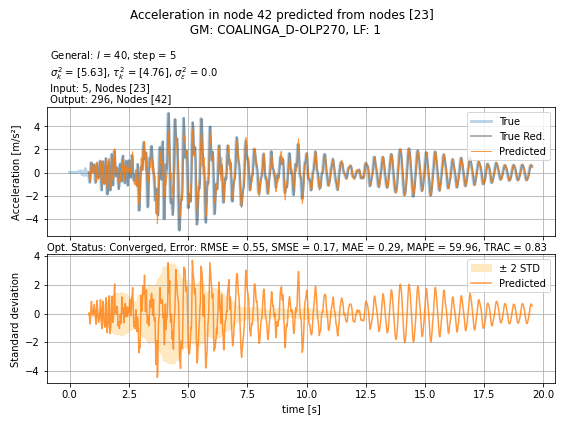 Acceleration in node 42 predicted from nodes [23]
GM: COALINGA_D-OLP270, LF: 1
General: l = 40, step = 5
σ²ₖ = [5.63], τ²ₖ = [4.76], σ²ₑ = 0.0
Input: 5, Nodes [23]
Output: 296, Nodes [42]
Acceleration [m/s²]
4
2
0
−2
−4
True
True Red.
Predicted
Opt. Status: Converged, Error: RMSE = 0.55, SMSE = 0.17, MAE = 0.29, MAPE = 59.96, TRAC = 0.83
Standard deviation
4
2
0
−2
−4
± 2 STD
Predicted
0.0 2.5 5.0 7.5 10.0 12.5 15.0 17.5 20.0
time [s]